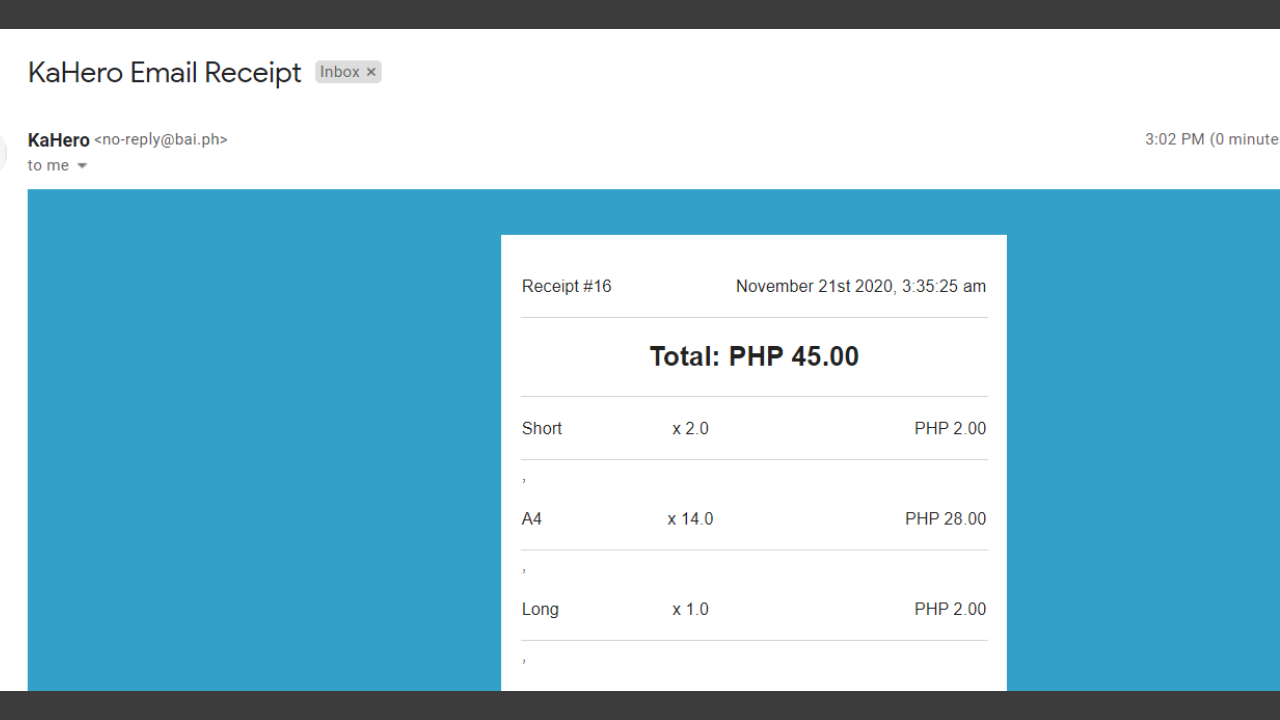 KaHero Email Receipt Inbox ×
KaHero <no-reply@bai.ph> 3:02 PM (0 minute
to me
Receipt #16 November 21st 2020, 3:35:25 am
Total: PHP 45.00
Short x 2.0 PHP 2.00
,
A4 x 14.0 PHP 28.00
,
Long x 1.0 PHP 2.00
,